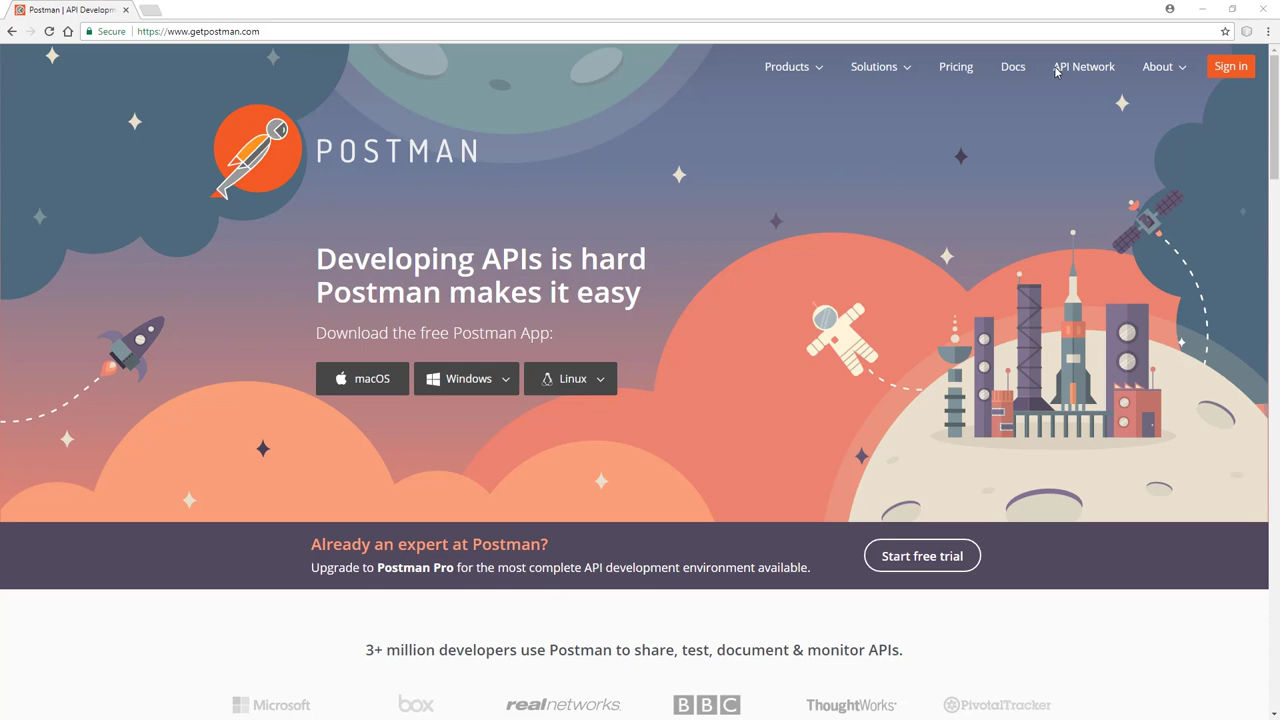 Postman | API Developm
Secure
https://www.getpostman.com
Products
Solutions
Pricing
Docs
API Network
About
Sign in
POSTMAN
Developing APIs is hard
Postman makes it easy
Download the free Postman App:
macOS
Windows
Linux
Already an expert at Postman?
Upgrade to Postman Pro for the most complete API development environment available.
Start free trial
3+ million developers use Postman to share, test, document & monitor APIs.
Microsoft
box
realnetworks.
BBC
ThoughtWorks
PivotalTracker